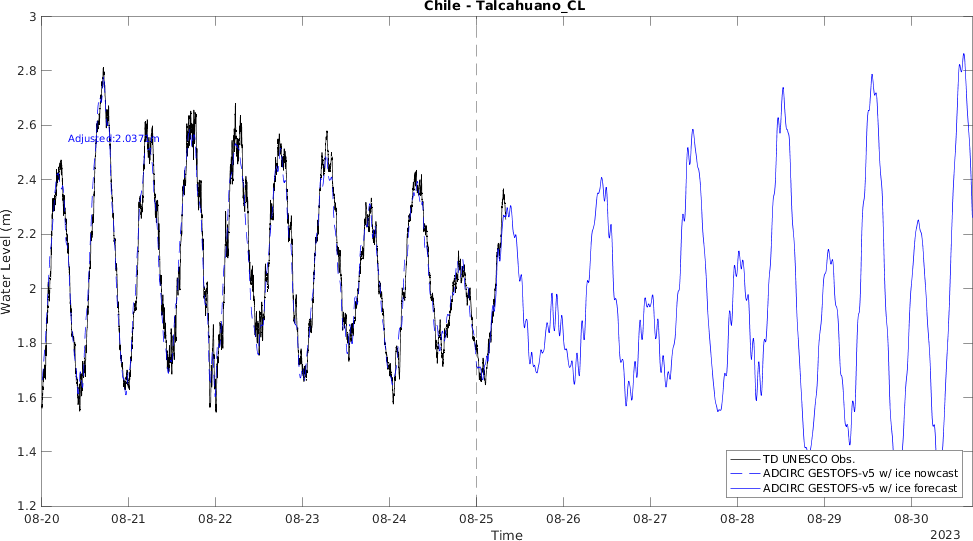 Chile - Talcahuano_CL
Water Level (m)
3
2.8
2.6
2.4
2.2
2
1.8
1.6
1.4
1.2
Adjusted:2.037m
TD UNESCO Obs.
ADCIRC GESTOFS-v5 w/ ice nowcast
ADCIRC GESTOFS-v5 w/ ice forecast
08-20 08-21 08-22 08-23 08-24 08-25 08-26 08-27 08-28 08-29 08-30
Time
2023